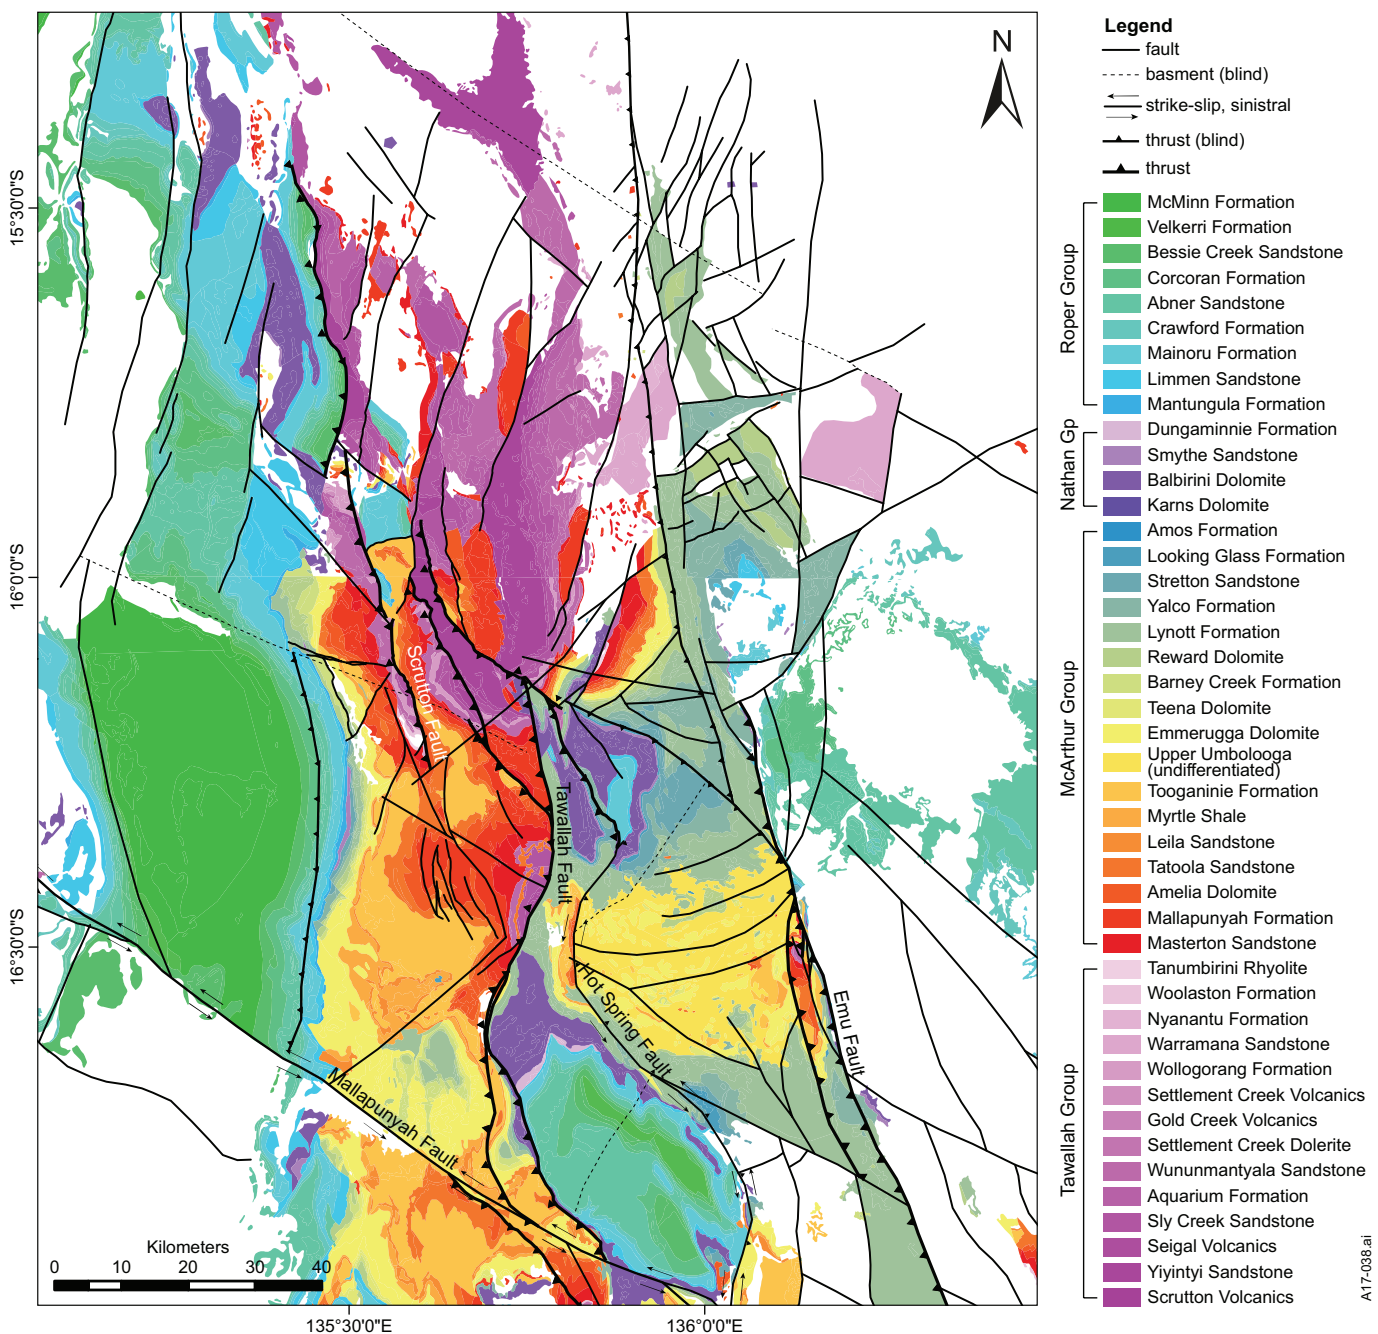 N
15°30'0"S
16°0'0"S
16°30'0"S
135°30'0"E
136°0'0"E
Scrutton Fault
Tawallah Fault
Hot Spring Fault
Emu Fault
Mallapunyah Fault
Kilometers
0 10 20 30 40
Legend
fault
basment (blind)
strike-slip, sinistral
thrust (blind)
thrust
Roper Group
McMinn Formation
Velkerri Formation
Bessie Creek Sandstone
Corcoran Formation
Abner Sandstone
Crawford Formation
Mainoru Formation
Limmen Sandstone
Mantungula Formation
Nathan Gp
Dungaminnie Formation
Smythe Sandstone
Balbirini Dolomite
Karns Dolomite
McArthur Group
Amos Formation
Looking Glass Formation
Stretton Sandstone
Yalco Formation
Lynott Formation
Reward Dolomite
Barney Creek Formation
Teena Dolomite
Emmerugga Dolomite
Upper Umbolooga
(undifferentiated)
Tooganinie Formation
Myrtle Shale
Leila Sandstone
Tatoola Sandstone
Amelia Dolomite
Mallapunyah Formation
Masterton Sandstone
Tawallah Group
Tanumbirini Rhyolite
Woolaston Formation
Nyanantu Formation
Warramana Sandstone
Wollogorang Formation
Settlement Creek Volcanics
Gold Creek Volcanics
Settlement Creek Dolerite
Wununmantyala Sandstone
Aquarium Formation
Sly Creek Sandstone
Seigal Volcanics
Yiyintyi Sandstone
Scrutton Volcanics
A17-038.ai